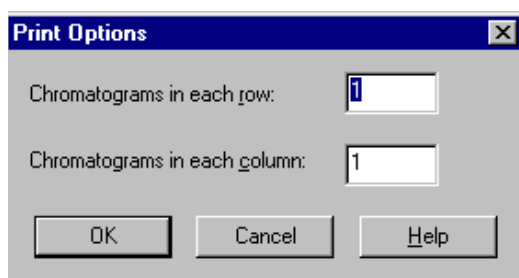 Print Options
Chromatograms in each row: 1
Chromatograms in each column: 1
OK Cancel Help